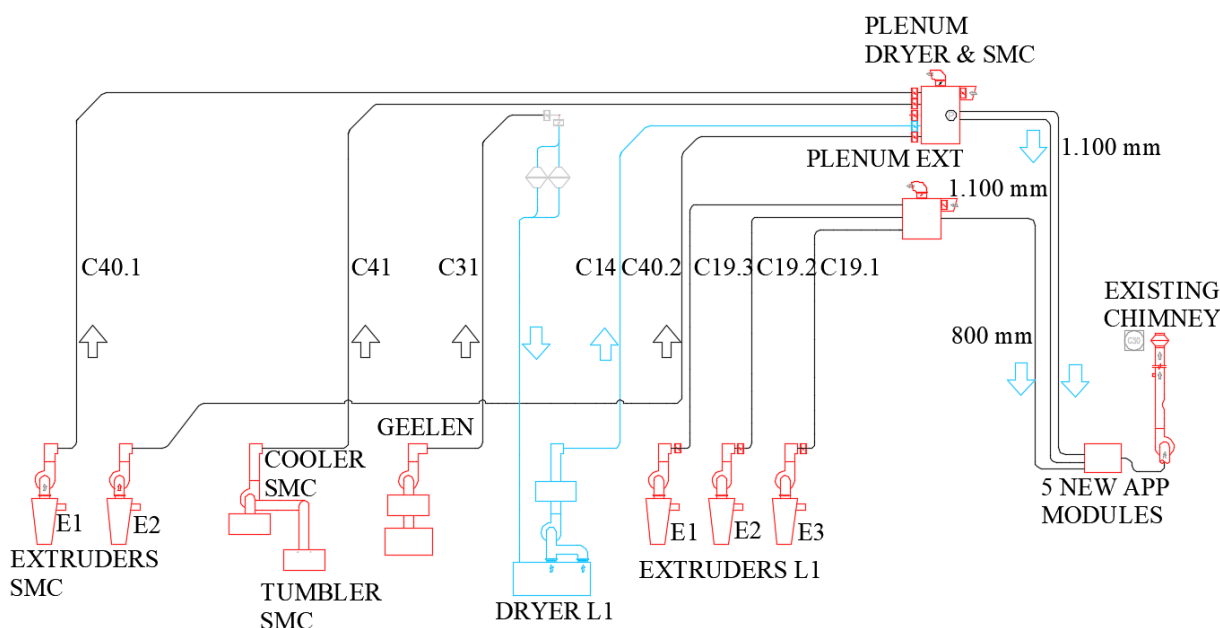 PLENUM
DRYER & SMC
PLENUM EXT
1.100 mm
1.100 mm
C40.1
C41
C31
C14
C40.2
C19.3
C19.2
C19.1
EXISTING
CHIMNEY
C30
800 mm
GEELEN
COOLER
SMC
E1
E2
E1
E2
E3
5 NEW APP
MODULES
EXTRUDERS
SMC
TUMBLER
SMC
DRYER L1
EXTRUDERS L1